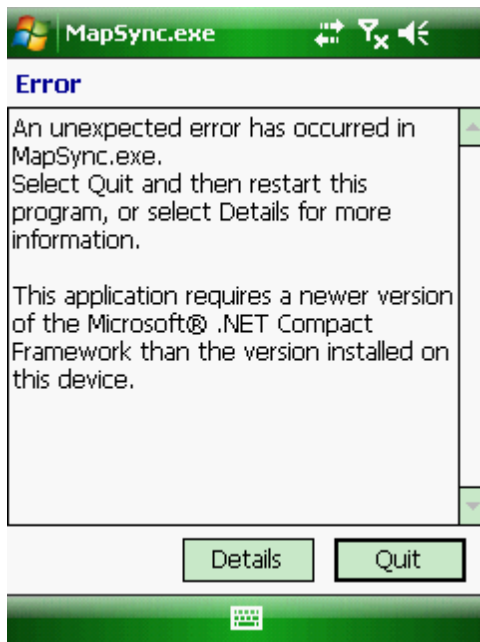 MapSync.exe
Error
An unexpected error has occurred in
MapSync.exe.
Select Quit and then restart this
program, or select Details for more
information.
This application requires a newer version
of the Microsoft® .NET Compact
Framework than the version installed on
this device.
Details
Quit